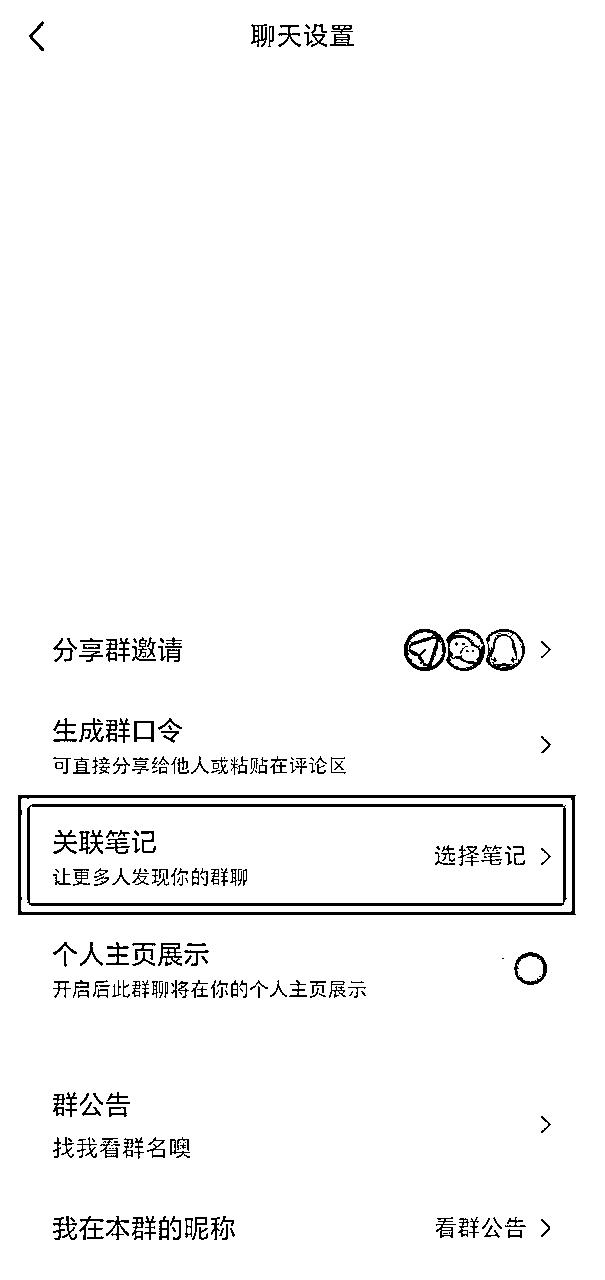 聊天设置
分享群邀请
生成群口令
可直接分享给他人或粘贴在评论区
关联笔记
选择笔记
让更多人发现你的群聊
个人主页展示
开启后此群聊将在你的个人主页展示
群公告
找我看群名噢
我在本群的昵称
看群公告